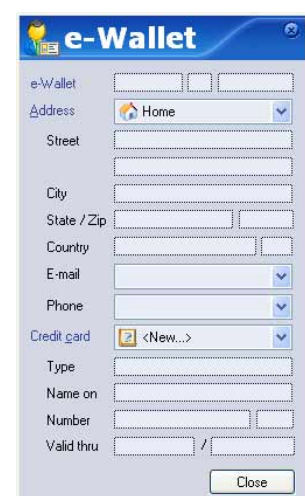 e-Wallet
e-Wallet
Address Home
Street
City
State / Zip
Country
E-mail
Phone
Credit card <New...>
Type
Name on
Number
Valid thru /
Close